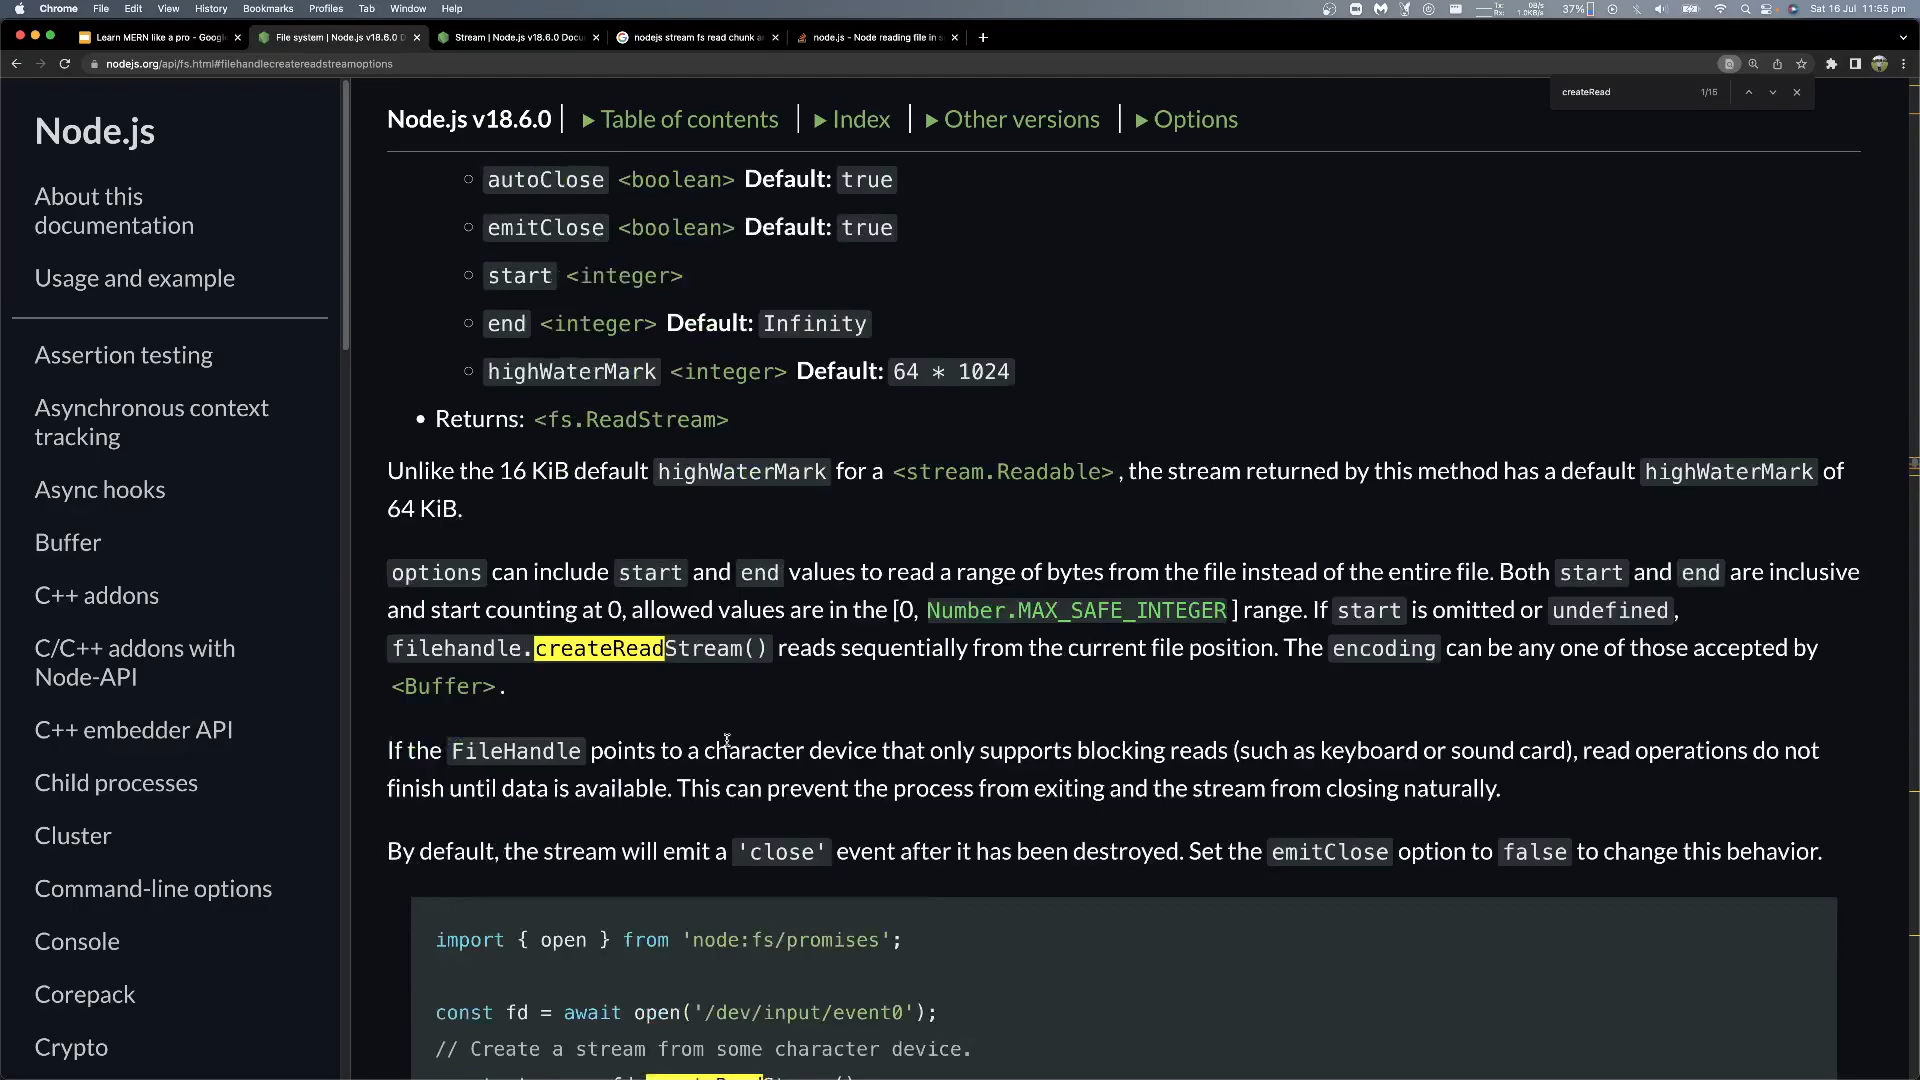 Chrome File Edit View History Bookmarks Profiles Tab Window Help 37% Sat 16 Jul 11:55 pm
Learn MERN like a pro - Google File system | Node.js v18.6.0 D Stream | Node.js v18.6.0 Docu nodejs stream fs read chunk a node.js - Node reading file in s
nodejs.org/api/fs.html#filehandlecreatereadstreamoptions
createRead 1/15
Node.js
About this
documentation
Usage and example
Assertion testing
Asynchronous context
tracking
Async hooks
Buffer
C++ addons
C/C++ addons with
Node-API
C++ embedder API
Child processes
Cluster
Command-line options
Console
Corepack
Crypto
Node.js v18.6.0 | ▶ Table of contents | ▶ Index | ▶ Other versions | ▶ Options
autoClose <boolean> Default: true
emitClose <boolean> Default: true
start <integer>
end <integer> Default: Infinity
highWaterMark <integer> Default: 64 * 1024
Returns: <fs.ReadStream>
Unlike the 16 KiB default highWaterMark for a <stream.Readable>, the stream returned by this method has a default highWaterMark of
64 KiB.
options can include start and end values to read a range of bytes from the file instead of the entire file. Both start and end are inclusive
and start counting at 0, allowed values are in the [0, Number.MAX_SAFE_INTEGER] range. If start is omitted or undefined,
filehandle.createReadStream() reads sequentially from the current file position. The encoding can be any one of those accepted by
<Buffer>.
If the FileHandle points to a character device that only supports blocking reads (such as keyboard or sound card), read operations do not
finish until data is available. This can prevent the process from exiting and the stream from closing naturally.
By default, the stream will emit a 'close' event after it has been destroyed. Set the emitClose option to false to change this behavior.
import { open } from 'node:fs/promises';
const fd = await open('/dev/input/event0');
// Create a stream from some character device.